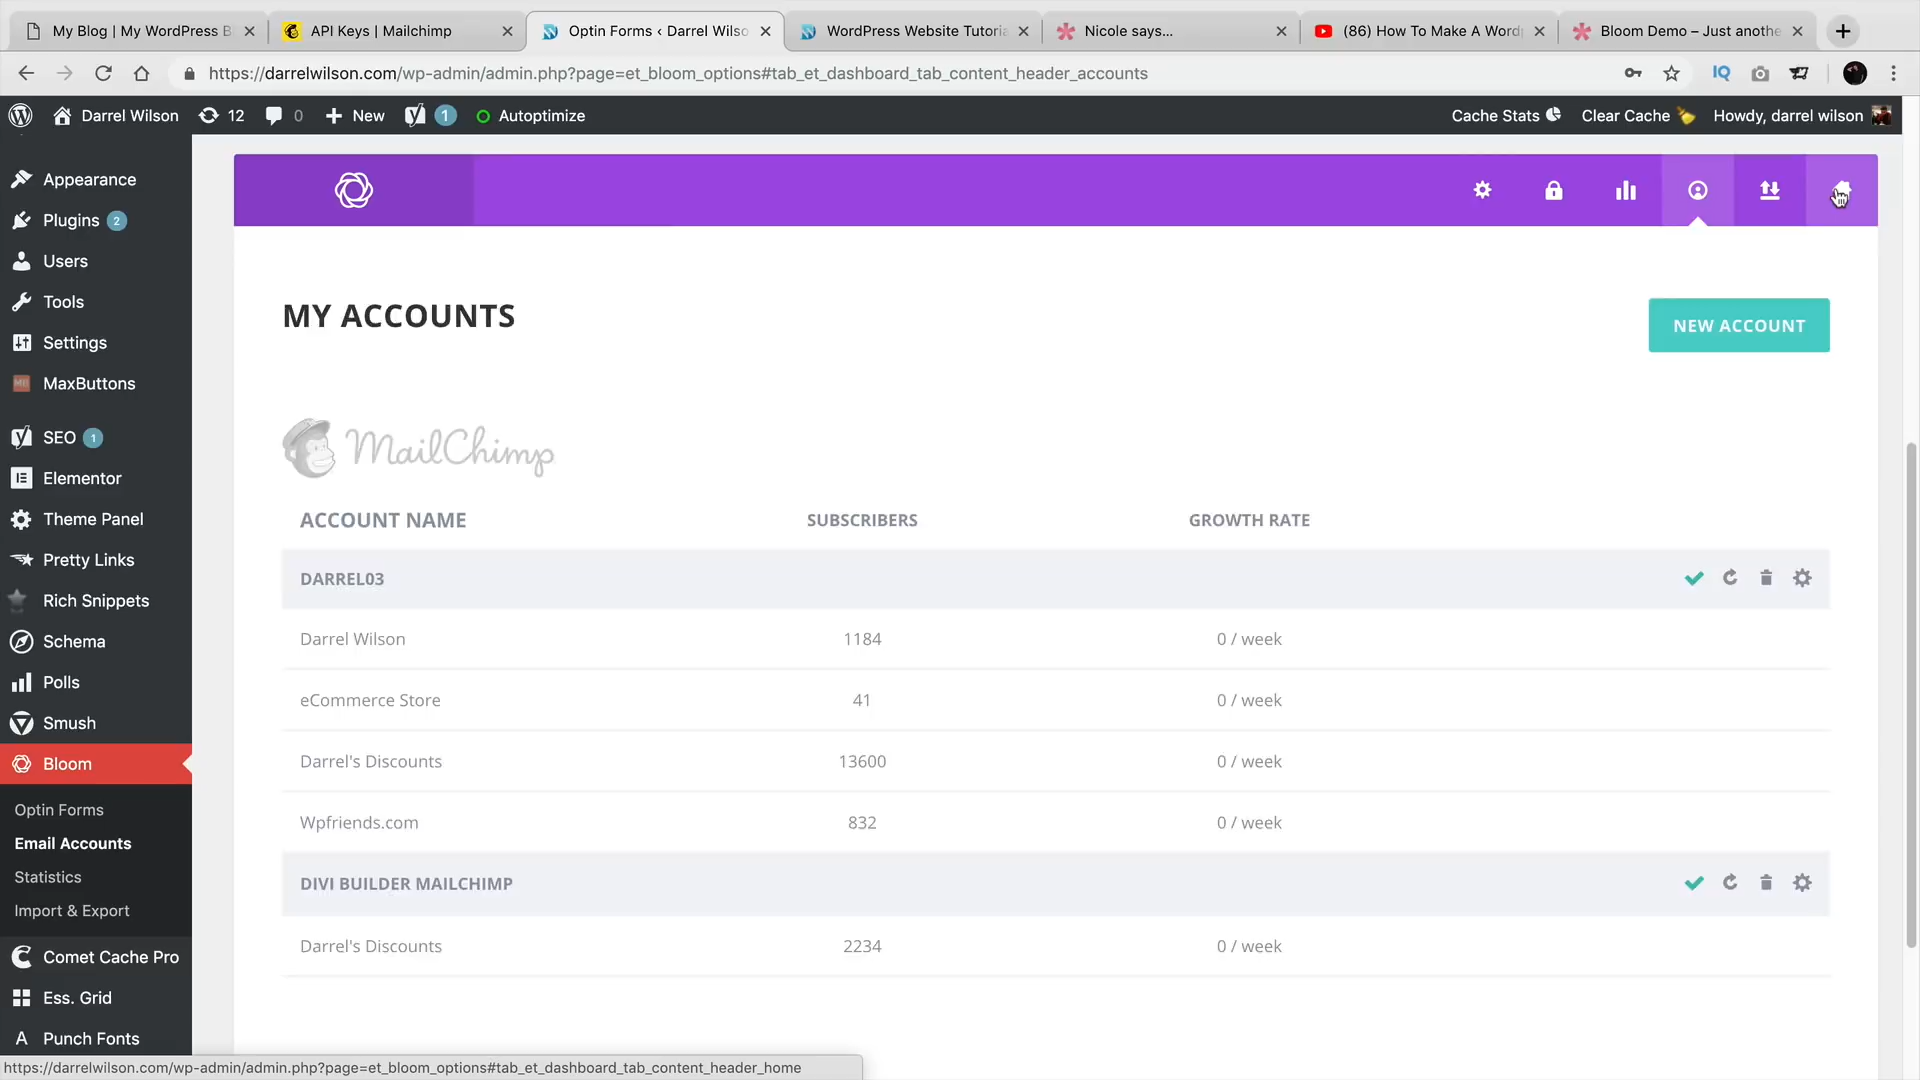 My Blog | My WordPress B
API Keys | Mailchimp
Optin Forms ‹ Darrel Wilso
WordPress Website Tutoria
Nicole says...
(86) How To Make A Wordp
Bloom Demo – Just anothe
https://darrelwilson.com/wp-admin/admin.php?page=et_bloom_options#tab_et_dashboard_tab_content_header_accounts
IQ
Darrel Wilson
12
0
New
1
Autoptimize
Cache Stats
Clear Cache
Howdy, darrel wilson
Appearance
Plugins 2
Users
Tools
Settings
MaxButtons
SEO 1
Elementor
Theme Panel
Pretty Links
Rich Snippets
Schema
Polls
Smush
Bloom
Optin Forms
Email Accounts
Statistics
Import & Export
Comet Cache Pro
Ess. Grid
Punch Fonts
MY ACCOUNTS
NEW ACCOUNT
MailChimp
ACCOUNT NAME SUBSCRIBERS GROWTH RATE
DARREL03
Darrel Wilson 1184 0 / week
eCommerce Store 41 0 / week
Darrel's Discounts 13600 0 / week
Wpfriends.com 832 0 / week
DIVI BUILDER MAILCHIMP
Darrel's Discounts 2234 0 / week
https://darrelwilson.com/wp-admin/admin.php?page=et_bloom_options#tab_et_dashboard_tab_content_header_home